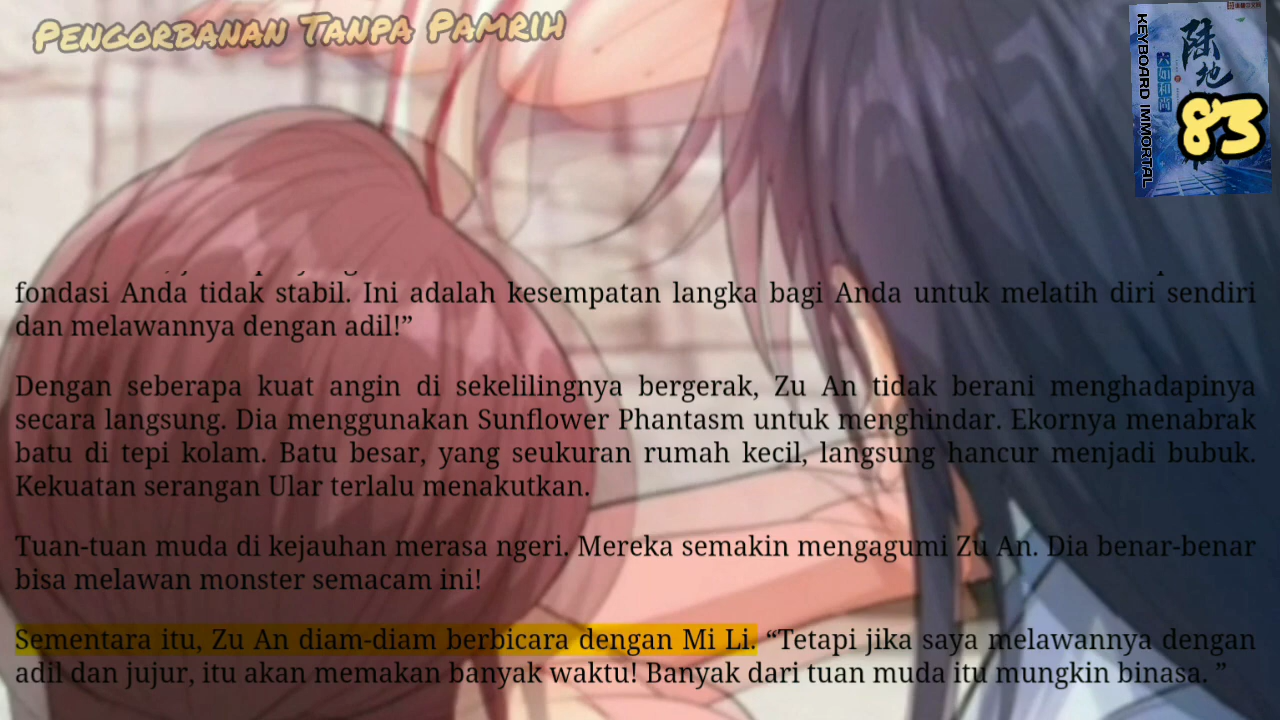 Pengorbanan Tanpa Pamrih
KEYBOARD IMMORTAL
陆地
83
fondasi Anda tidak stabil. Ini adalah kesempatan langka bagi Anda untuk melatih diri sendiri
dan melawannya dengan adil!”
Dengan seberapa kuat angin di sekelilingnya bergerak, Zu An tidak berani menghadapinya
secara langsung. Dia menggunakan Sunflower Phantasm untuk menghindar. Ekornya menabrak
batu di tepi kolam. Batu besar, yang seukuran rumah kecil, langsung hancur menjadi bubuk.
Kekuatan serangan Ular terlalu menakutkan.
Tuan-tuan muda di kejauhan merasa ngeri. Mereka semakin mengagumi Zu An. Dia benar-benar
bisa melawan monster semacam ini!
Sementara itu, Zu An diam-diam berbicara dengan Mi Li. “Tetapi jika saya melawannya dengan
adil dan jujur, itu akan memakan banyak waktu! Banyak dari tuan muda itu mungkin binasa. ”